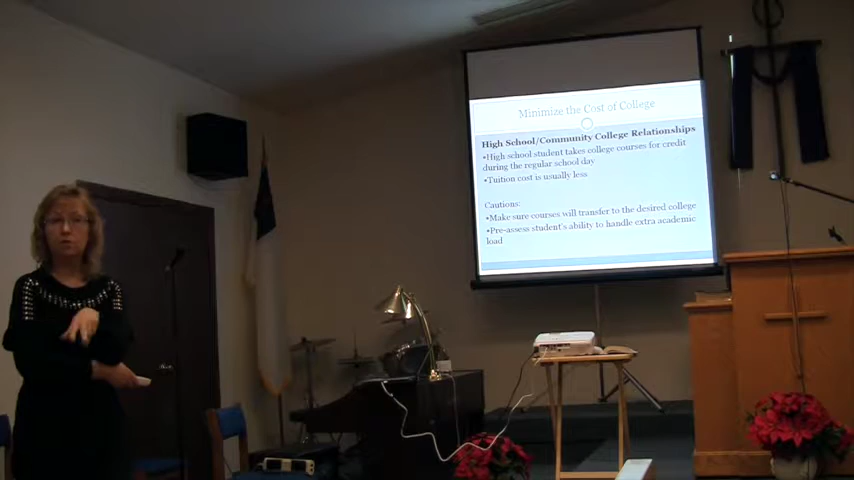 Minimize the Cost of College
High School/Community College Relationships
•High school student takes college courses for credit
during the regular school day
•Tuition cost is usually less
Cautions:
•Make sure courses will transfer to the desired college
•Pre-assess student's ability to handle extra academic
load